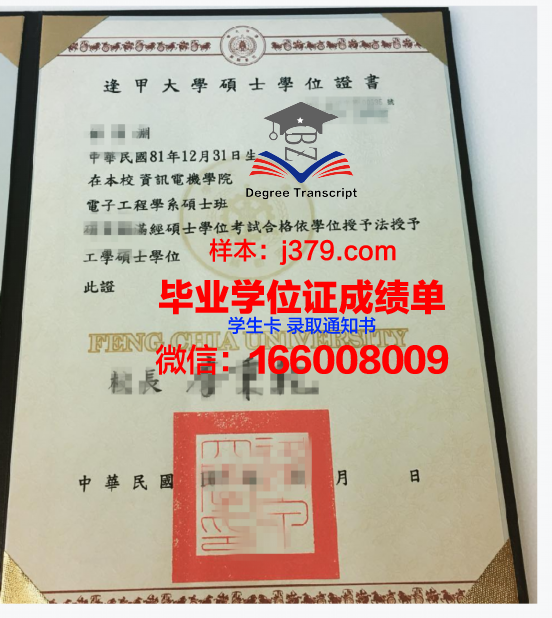 逢甲大學碩士學位證書
號
中華民國81年12月31日生
在本校 資訊電機學院
BZ
Degree Transcript
電子工程學系碩士班
滿經碩士學位考試合格依學位授予法授予
工學碩士學位
样本：j379.com
此證
毕业学位证成绩单
学生卡 录取通知书
FENG CHIA UNIVERSITY
微信：166008009
校長
中華民國 月 日